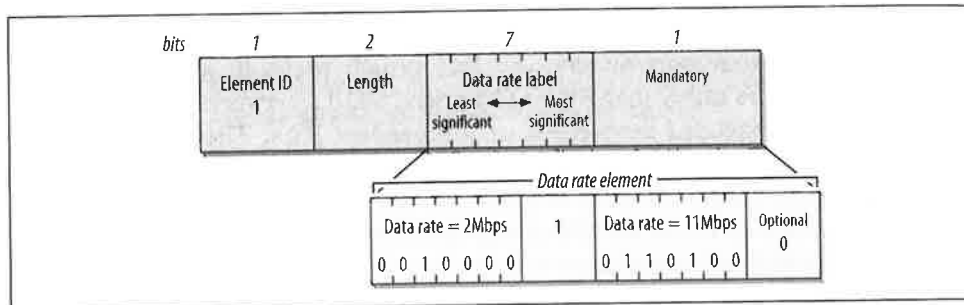 bits 1 2 7 1
Element ID
1
Length
Data rate label
Least
significant
Most
significant
Mandatory
Data rate element
Data rate = 2Mbps
0 0 1 0 0 0 0
1
Data rate = 11Mbps
0 1 1 0 1 0 0
Optional
0